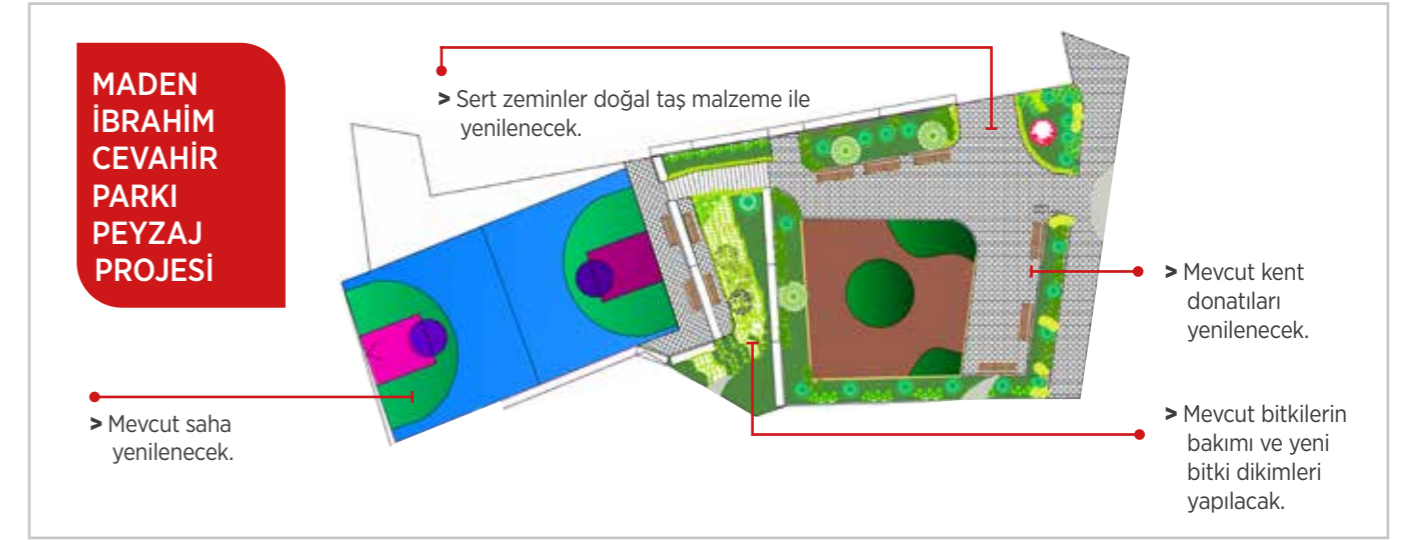 MADEN
İBRAHİM
CEVAHİR
PARKI
PEYZAJ
PROJESİ
> Sert zeminler doğal taş malzeme ile
yenilenecek.
> Mevcut kent
donatıları
yenilenecek.
> Mevcut saha
yenilenecek.
> Mevcut bitkilerin
bakımı ve yeni
bitki dikimleri
yapılacak.